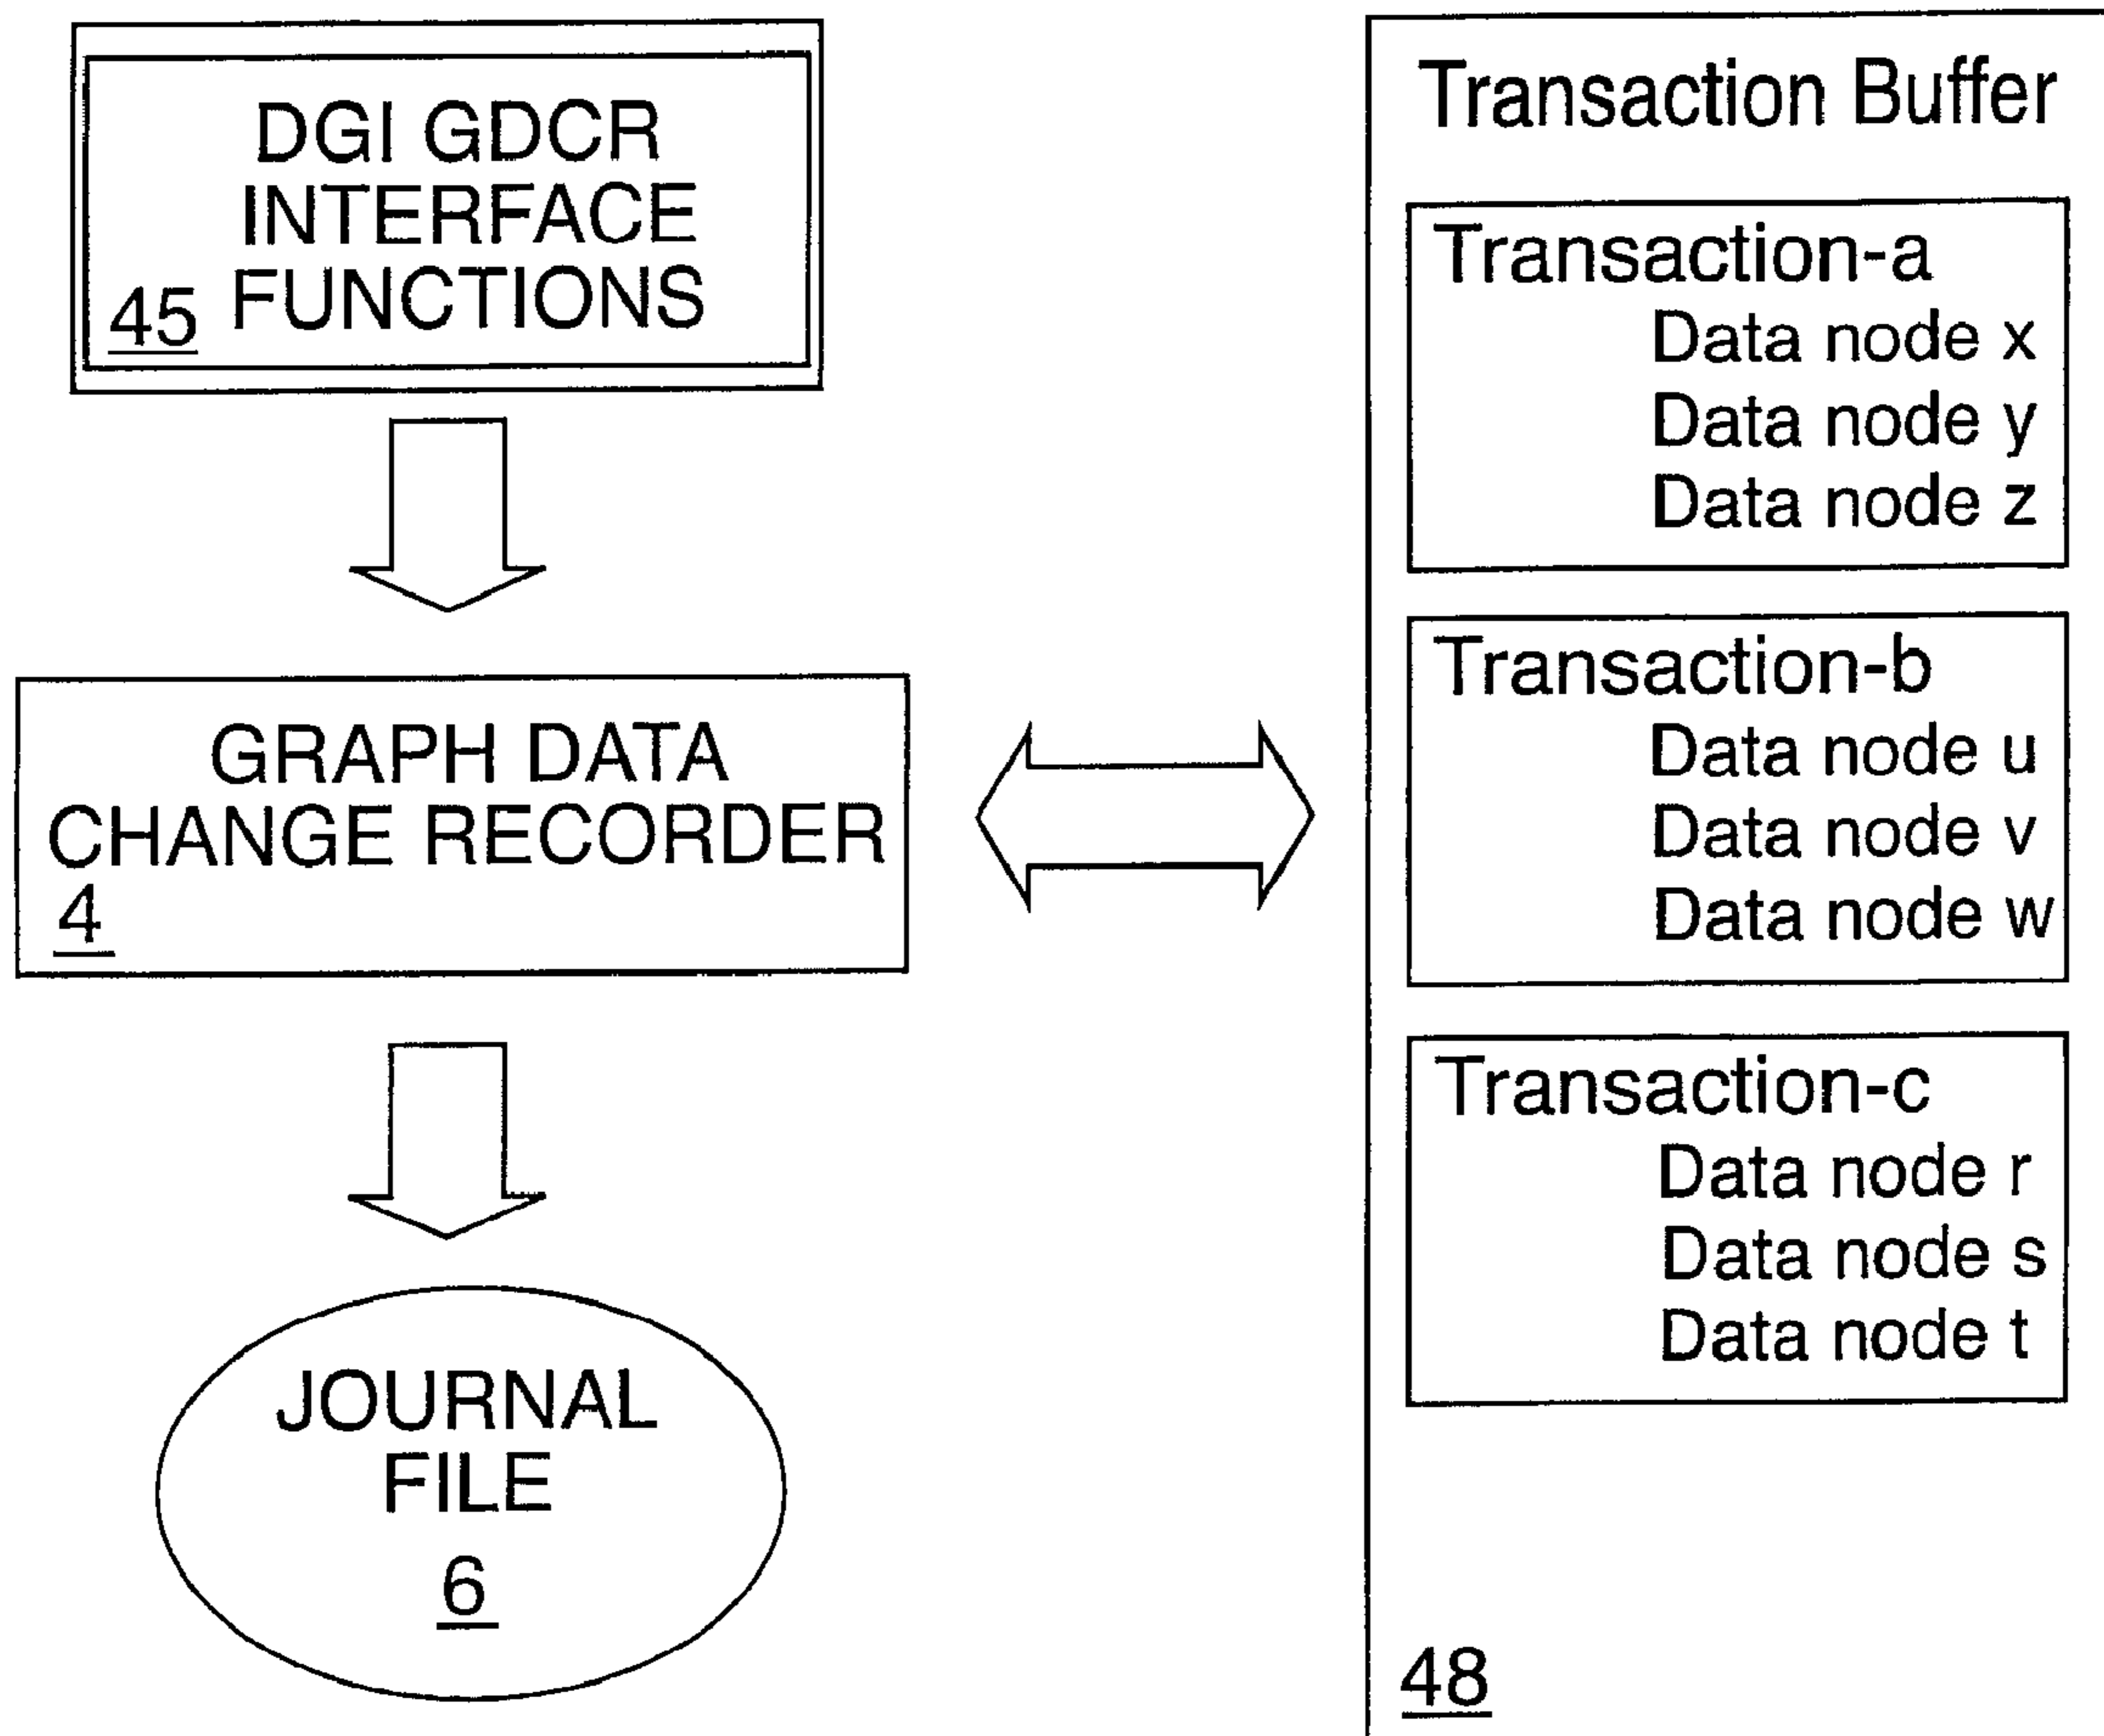 DGI GDCR
INTERFACE
FUNCTIONS
45
GRAPH DATA
CHANGE RECORDER
4
JOURNAL
FILE
6
Transaction Buffer
Transaction-a
Data node x
Data node y
Data node z
Transaction-b
Data node u
Data node v
Data node w
Transaction-c
Data node r
Data node s
Data node t
48